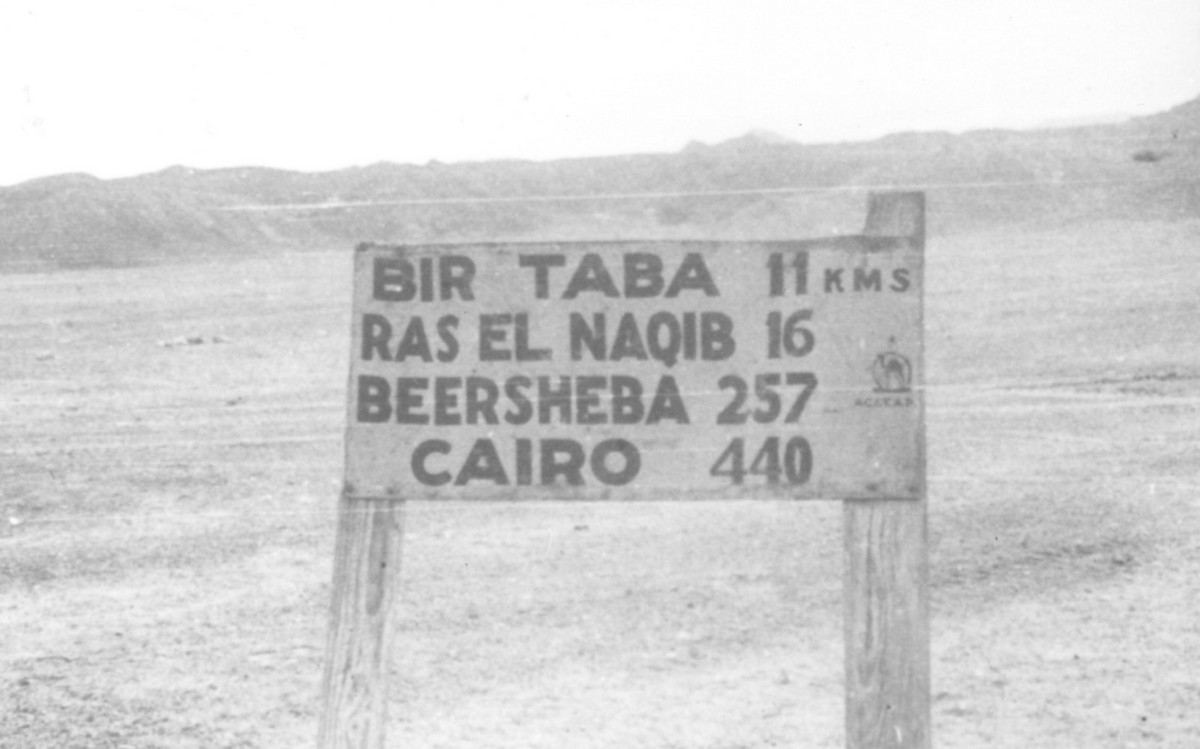 BIR TABA 11 KMS
RAS EL NAQIB 16
BEERSHEBA 257
CAIRO 440